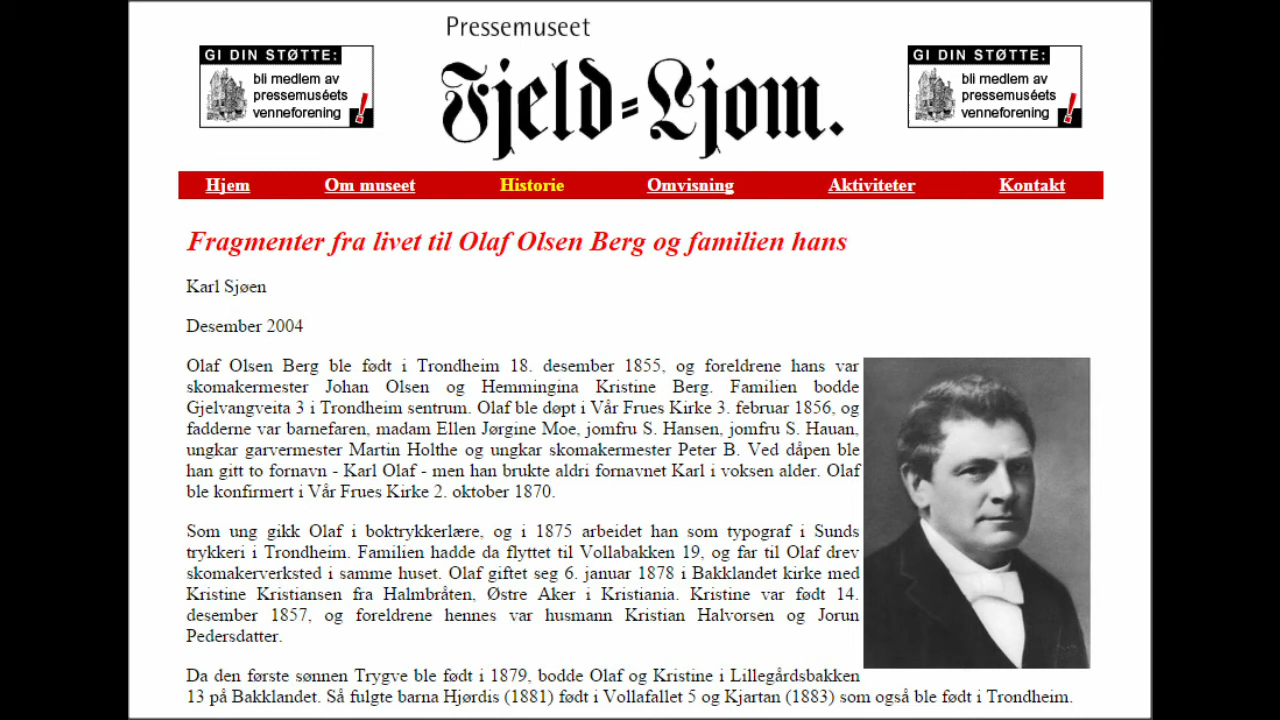 Pressemuseet
Fjeld-Ljom.
GI DIN STØTTE:
bli medlem av
pressemuséets
venneforening
!
GI DIN STØTTE:
bli medlem av
pressemuséets
venneforening
!
Hjem Om museet Historie Omvisning Aktiviteter Kontakt
Fragmenter fra livet til Olaf Olsen Berg og familien hans
Karl Sjøen
Desember 2004
Olaf Olsen Berg ble født i Trondheim 18. desember 1855, og foreldrene hans var
skomakermester Johan Olsen og Hemmingina Kristine Berg. Familien bodde
Gjelvangveita 3 i Trondheim sentrum. Olaf ble døpt i Vår Frues Kirke 3. februar 1856, og
fadderne var barnefaren, madam Ellen Jørgine Moe, jomfru S. Hansen, jomfru S. Hauan,
ungkar garvermester Martin Holthe og ungkar skomakermester Peter B. Ved dåpen ble
han gitt to fornavn - Karl Olaf - men han brukte aldri fornavnet Karl i voksen alder. Olaf
ble konfirmert i Vår Frues Kirke 2. oktober 1870.
Som ung gikk Olaf i boktrykkerlære, og i 1875 arbeidet han som typograf i Sunds
trykkeri i Trondheim. Familien hadde da flyttet til Vollabakken 19, og far til Olaf drev
skomakerverksted i samme huset. Olaf giftet seg 6. januar 1878 i Bakklandet kirke med
Kristine Kristiansen fra Halmbråten, Østre Aker i Kristiania. Kristine var født 14.
desember 1857, og foreldrene hennes var husmann Kristian Halvorsen og Jorun
Pedersdatter.
Da den første sønnen Trygve ble født i 1879, bodde Olaf og Kristine i Lillegårdsbakken
13 på Bakklandet. Så fulgte barna Hjørdis (1881) født i Vollafallet 5 og Kjartan (1883) som også ble født i Trondheim.